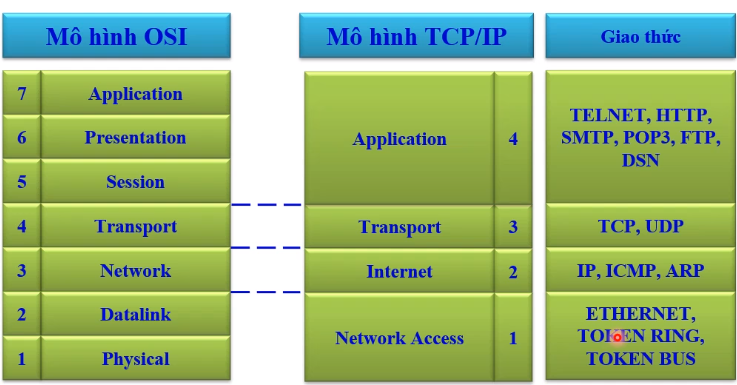 Mô hình OSI
Mô hình TCP/IP
Giao thức
7 Application
6 Presentation
5 Session
4 Transport
3 Network
2 Datalink
1 Physical
Application 4
Transport 3
Internet 2
Network Access 1
TELNET, HTTP,
SMTP, POP3, FTP,
DSN
TCP, UDP
IP, ICMP, ARP
ETHERNET,
TOKEN RING,
TOKEN BUS